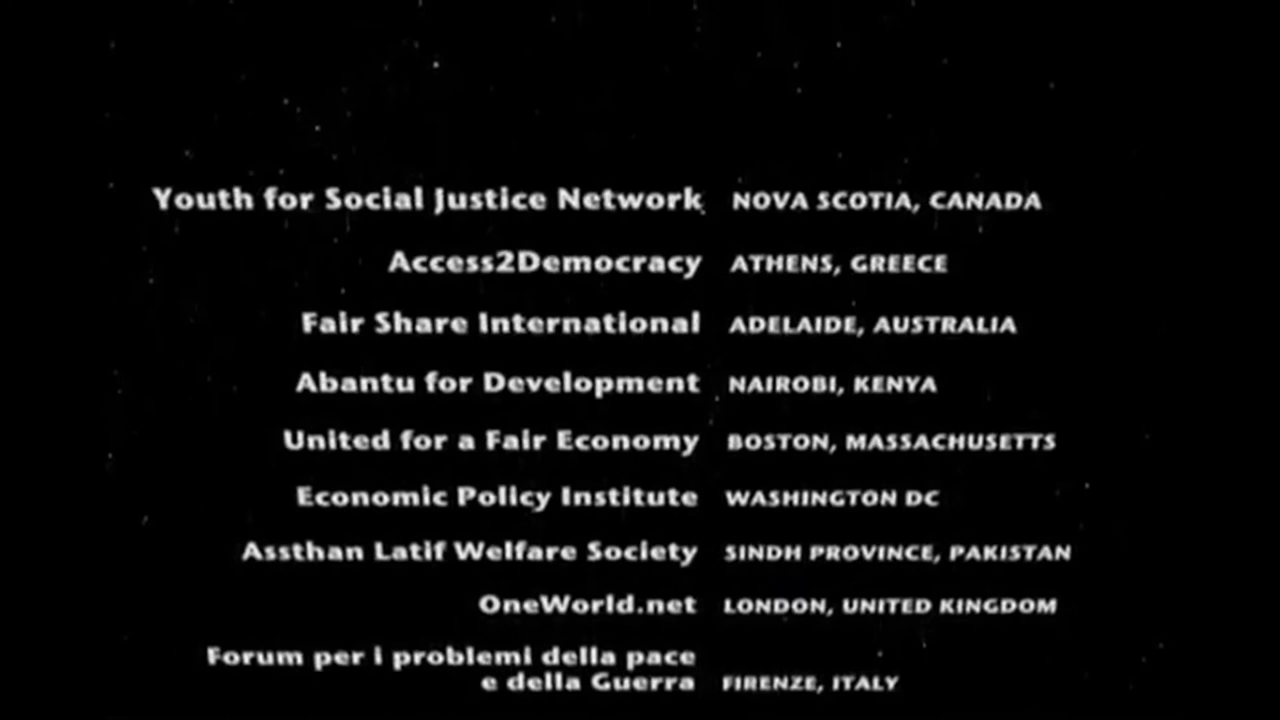 Youth for Social Justice Network NOVA SCOTIA, CANADA
Access2Democracy ATHENS, GREECE
Fair Share International ADELAIDE, AUSTRALIA
Abantu for Development NAIROBI, KENYA
United for a Fair Economy BOSTON, MASSACHUSETTS
Economic Policy Institute WASHINGTON DC
Assthan Latif Welfare Society SINDH PROVINCE, PAKISTAN
OneWorld.net LONDON, UNITED KINGDOM
Forum per i problemi della pace
e della Guerra FIRENZE, ITALY